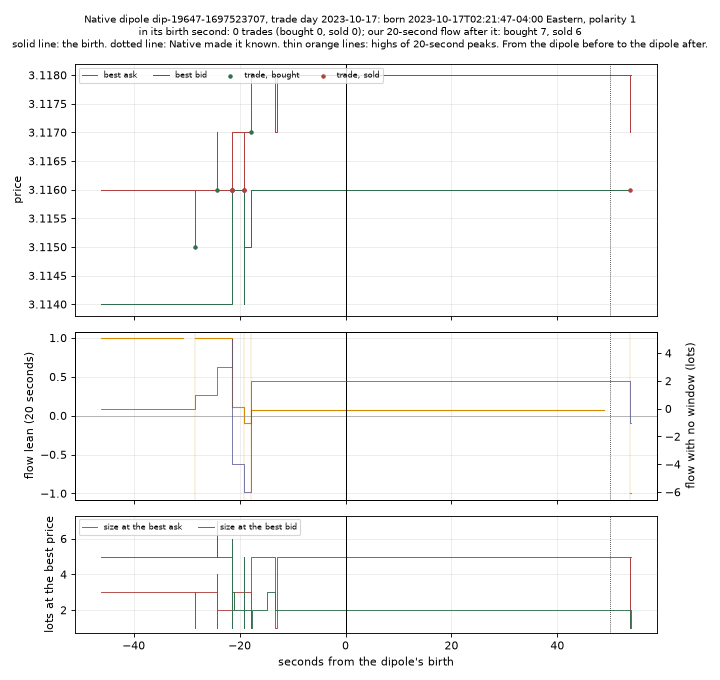 Native dipole dip-19647-1697523707, trade day 2023-10-17: born 2023-10-17T02:21:47-04:00 Eastern, polarity 1
in its birth second: 0 trades (bought 0, sold 0); our 20-second flow after it: bought 7, sold 6
solid line: the birth. dotted line: Native made it known. thin orange lines: highs of 20-second peaks. From the dipole before to the dipole after.
best ask best bid trade, bought trade, sold
3.1180
3.1175
3.1170
3.1165
3.1160
3.1155
3.1150
3.1145
3.1140
price
1.0
0.5
0.0
−0.5
−1.0
flow lean (20 seconds)
4
2
0
−2
−4
−6
flow with no window (lots)
size at the best ask size at the best bid
6
4
2
lots at the best price
−40 −20 0 20 40
seconds from the dipole's birth